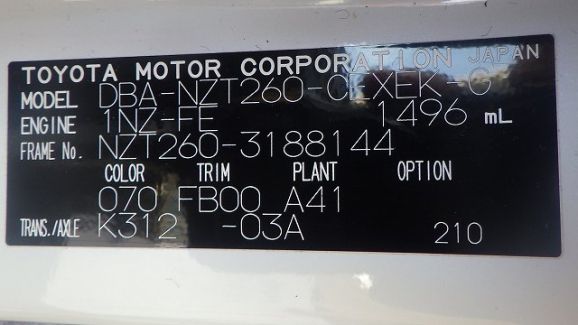 TOYOTA MOTOR CORPORATION JAPAN
MODEL DBA-NZT260-CEXEK-G
ENGINE 1NZ-FE 1496 mL
FRAME No. NZT260-3188144
COLOR TRIM PLANT OPTION
070 FB00 A41
TRANS./AXLE K312 -03A 210